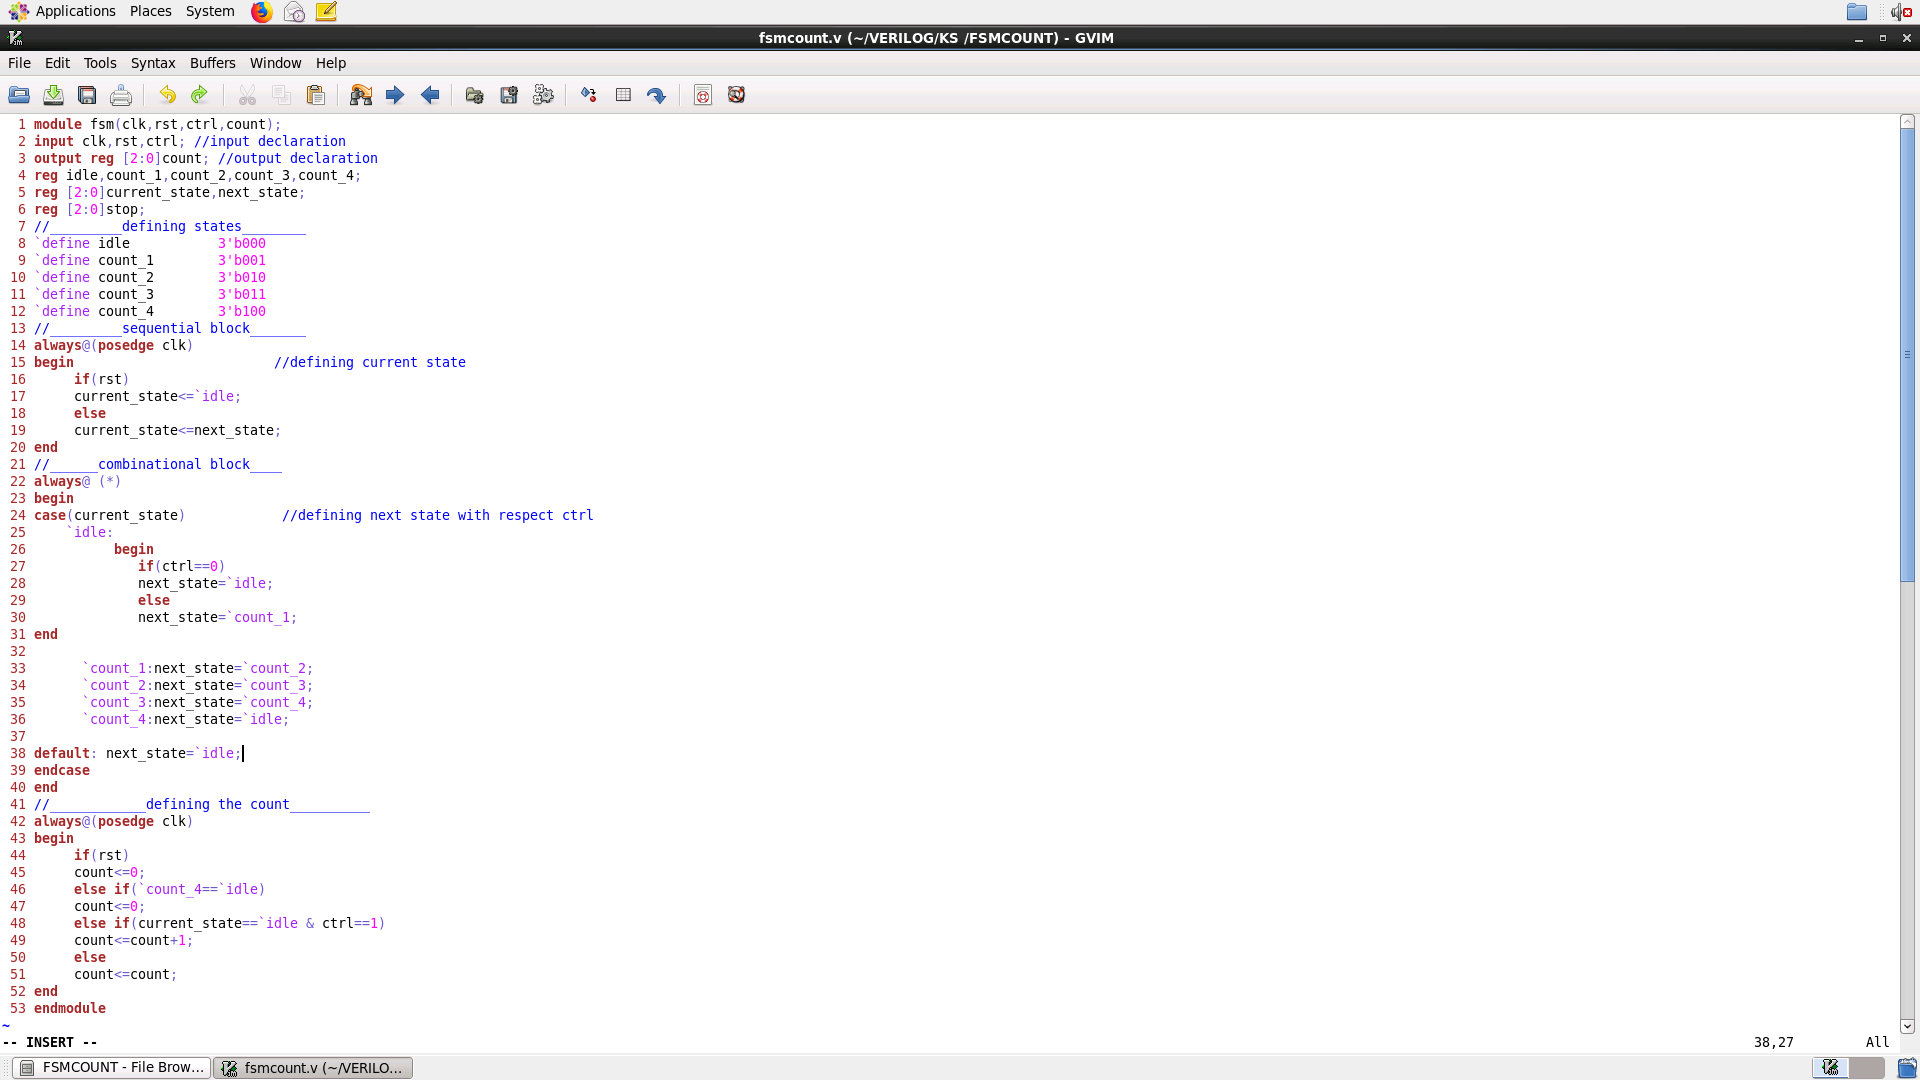 Applications Places System
fsmcount.v (~/VERILOG/KS /FSMCOUNT) - GVIM
File Edit Tools Syntax Buffers Window Help
1 module fsm(clk,rst,ctrl,count);
2 input clk,rst,ctrl; //input declaration
3 output reg [2:0]count; //output declaration
4 reg idle,count_1,count_2,count_3,count_4;
5 reg [2:0]current_state,next_state;
6 reg [2:0]stop;
7 //_________defining states________
8 `define idle           3'b000
9 `define count_1        3'b001
10 `define count_2        3'b010
11 `define count_3        3'b011
12 `define count_4        3'b100
13 //_________sequential block_______
14 always@(posedge clk)
15 begin                         //defining current state
16      if(rst)
17      current_state<=`idle;
18      else
19      current_state<=next_state;
20 end
21 //______combinational block____
22 always@ (*)
23 begin
24 case(current_state)            //defining next state with respect ctrl
25     `idle:
26           begin
27              if(ctrl==0)
28              next_state=`idle;
29              else
30              next_state=`count_1;
31 end
32
33       `count_1:next_state=`count_2;
34       `count_2:next_state=`count_3;
35       `count_3:next_state=`count_4;
36       `count_4:next_state=`idle;
37
38 default: next_state=`idle;
39 endcase
40 end
41 //____________defining the count__________
42 always@(posedge clk)
43 begin
44      if(rst)
45      count<=0;
46      else if(`count_4==`idle)
47      count<=0;
48      else if(current_state==`idle & ctrl==1)
49      count<=count+1;
50      else
51      count<=count;
52 end
53 endmodule
~
-- INSERT -- 38,27 All
FSMCOUNT - File Brow... fsmcount.v (~/VERILO...